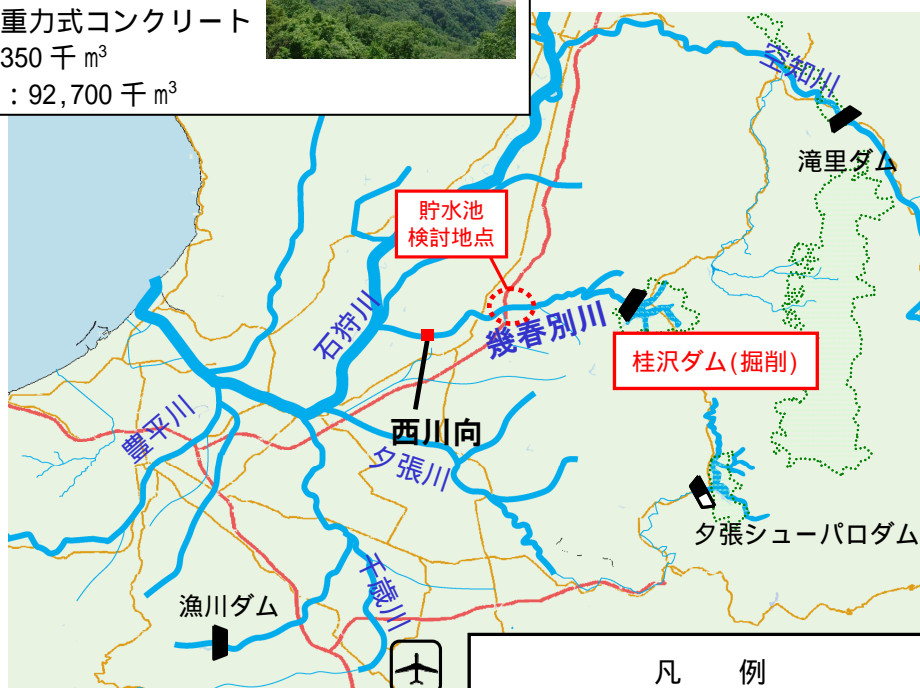 重力式コンクリート
350 千㎥
: 92,700 千㎥
空知川
滝里ダム
貯水池
検討地点
石狩川
幾春別川
桂沢ダム(掘削)
豊平川
西川向
夕張川
夕張シューパロダム
千歳川
漁川ダム
凡 例